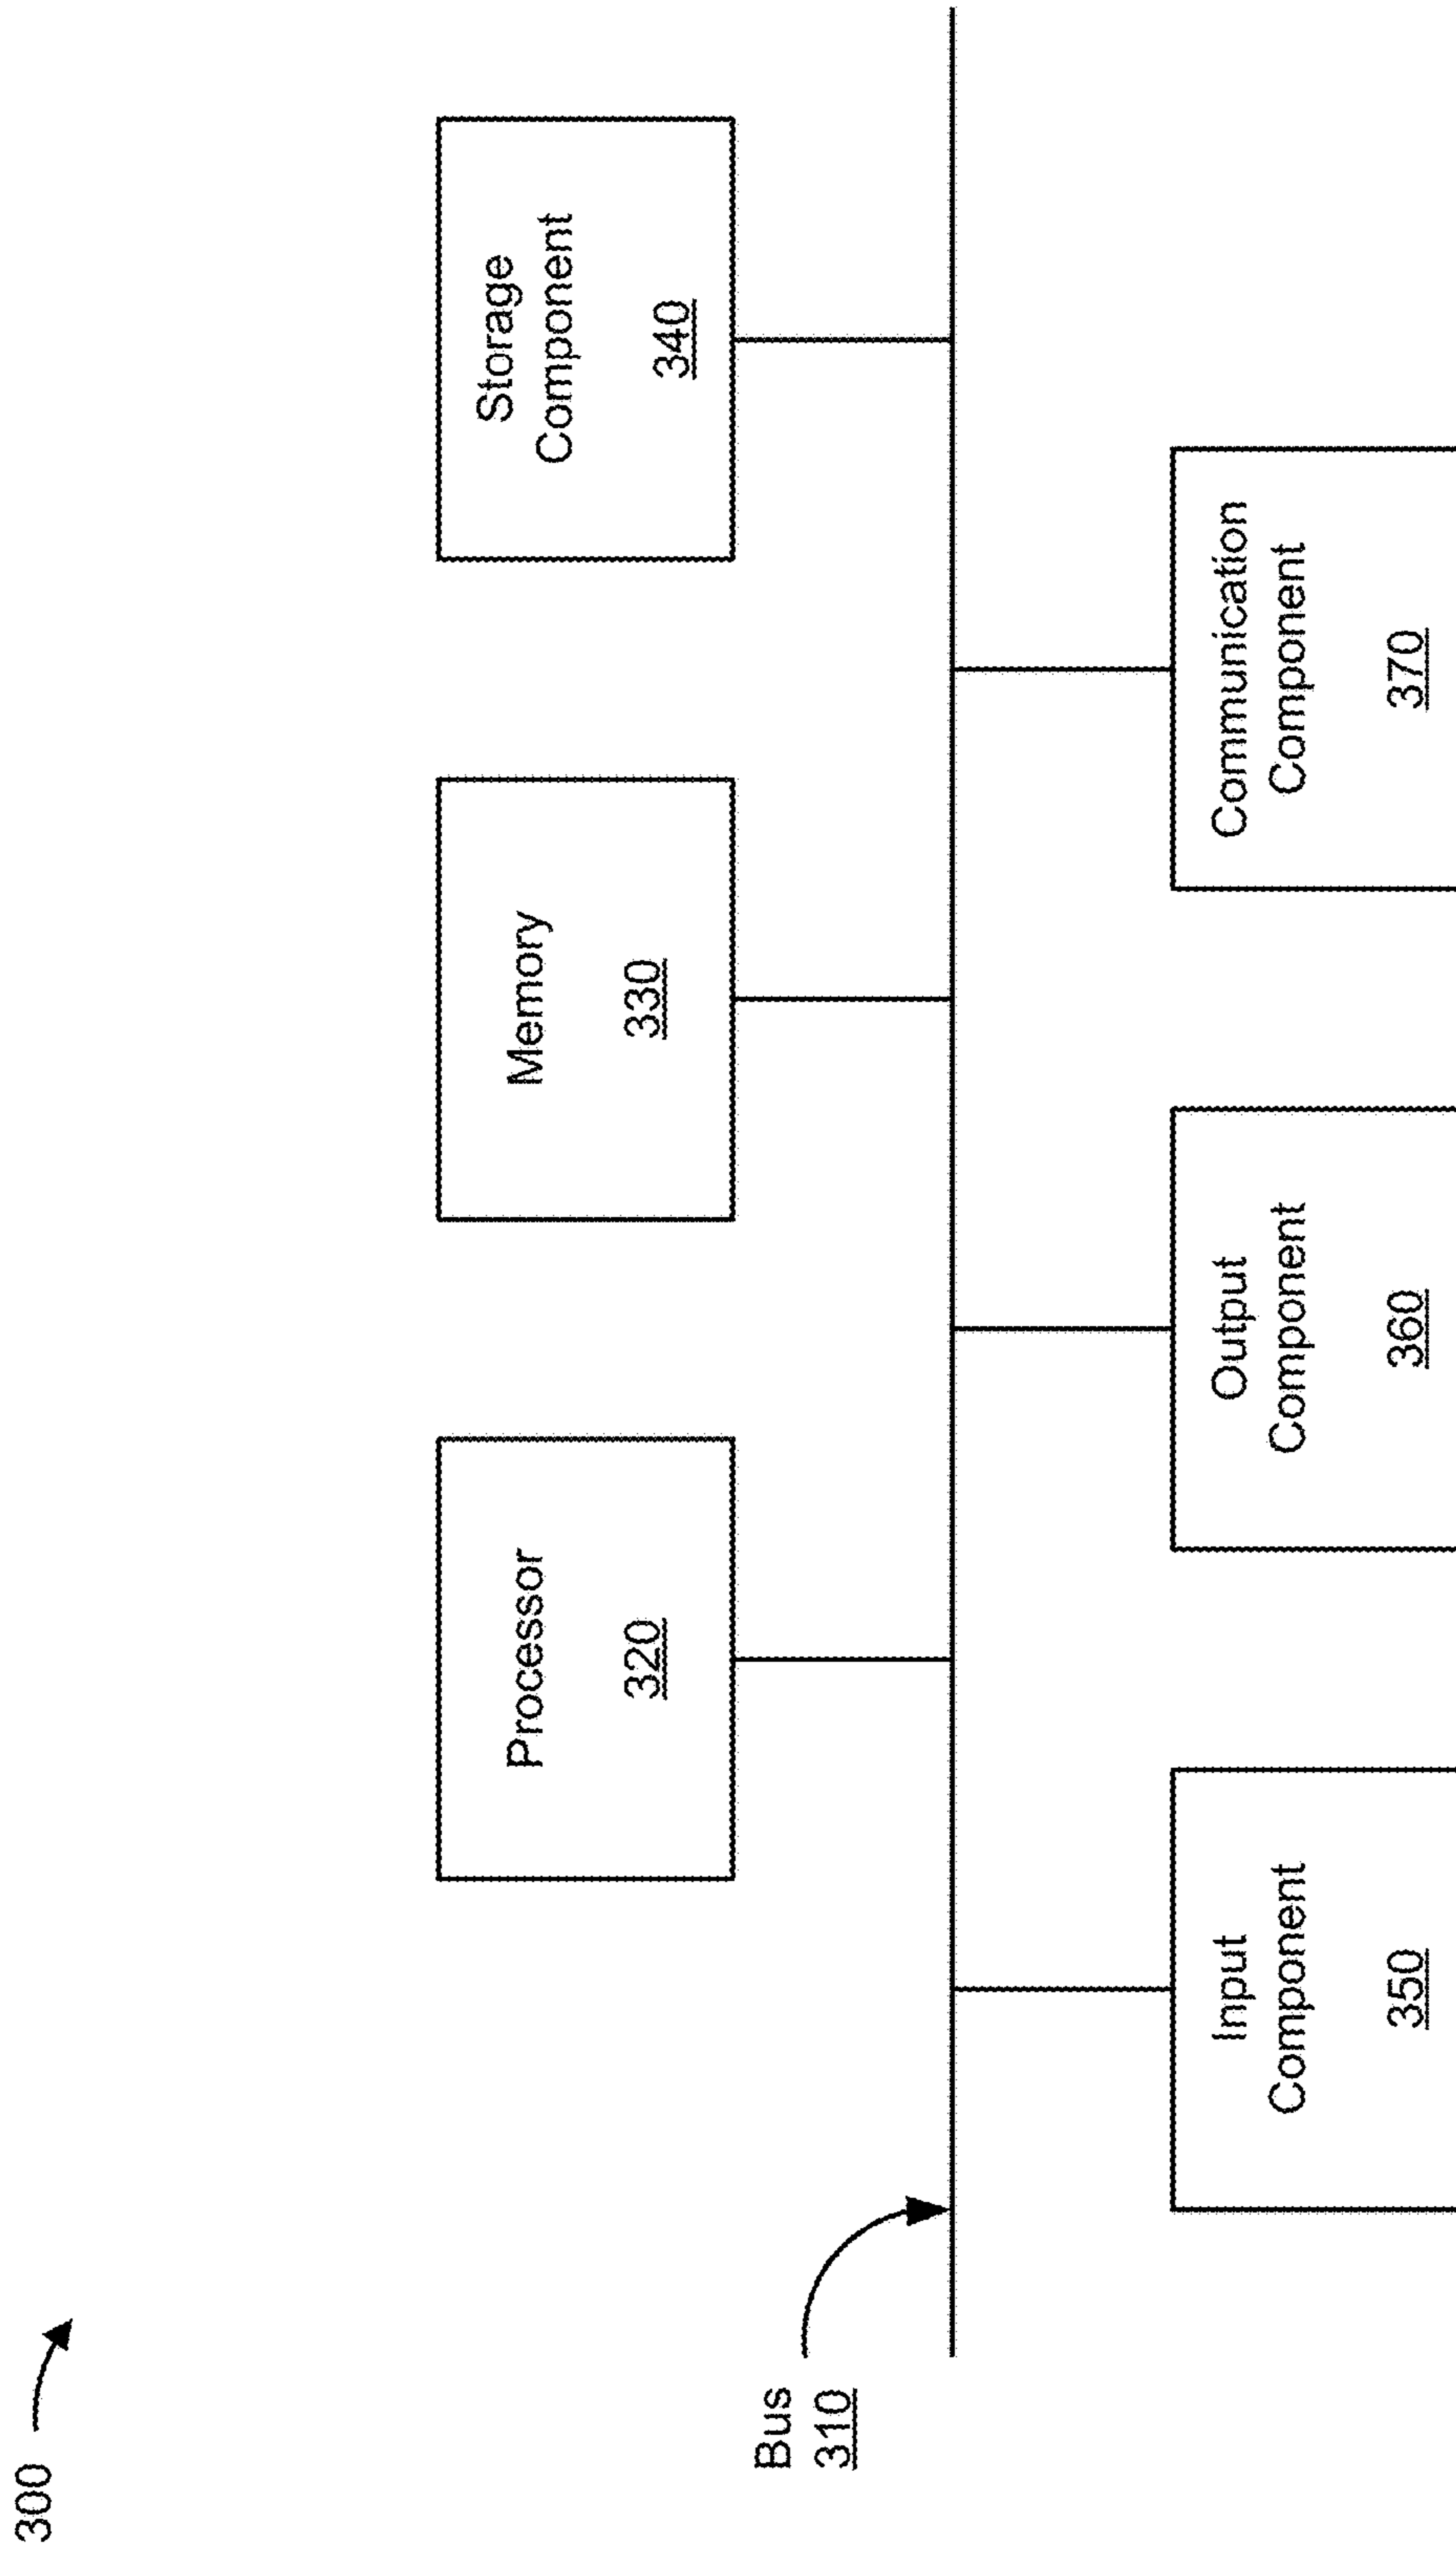 300
Processor
320
Memory
330
Storage
Component
340
Bus
310
Input
Component
350
Output
Component
360
Communication
Component
370